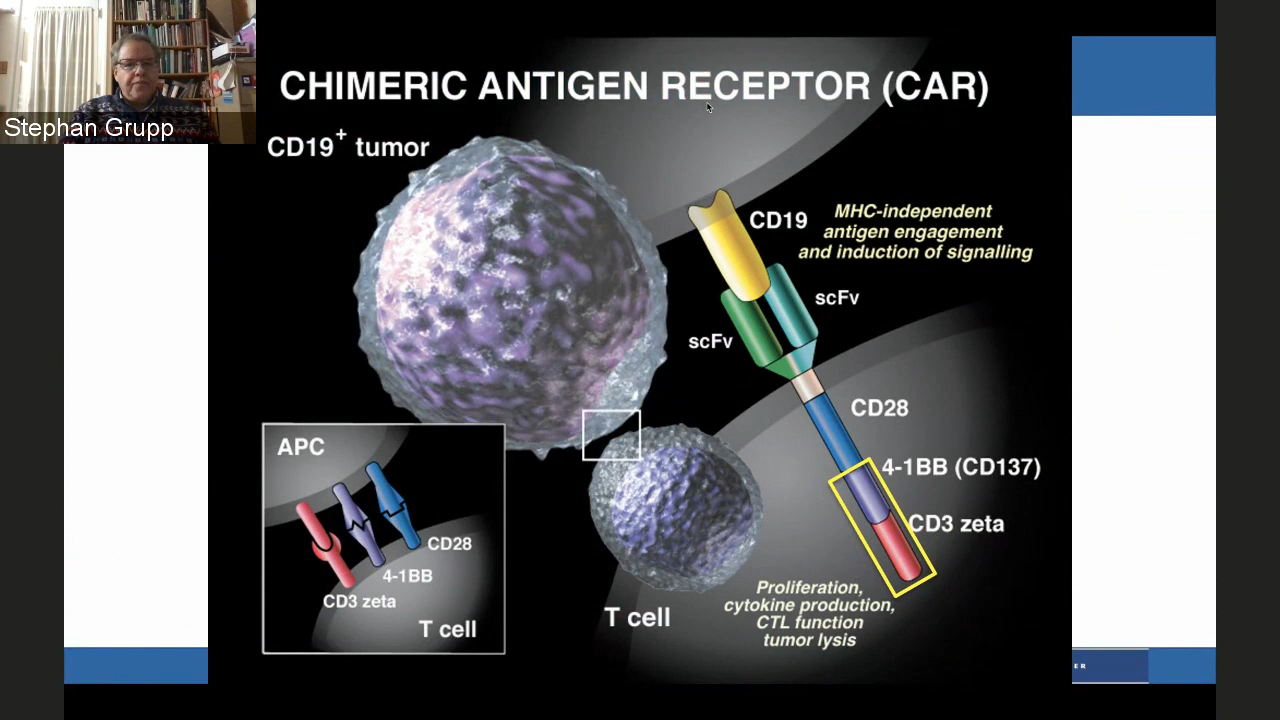 Stephan Grupp
CHIMERIC ANTIGEN RECEPTOR (CAR)
CD19+ tumor
CD19
MHC-independent
antigen engagement
and induction of signalling
scFv
scFv
CD28
4-1BB (CD137)
CD3 zeta
APC
CD28
4-1BB
CD3 zeta
T cell
T cell
Proliferation,
cytokine production,
CTL function
tumor lysis
ER